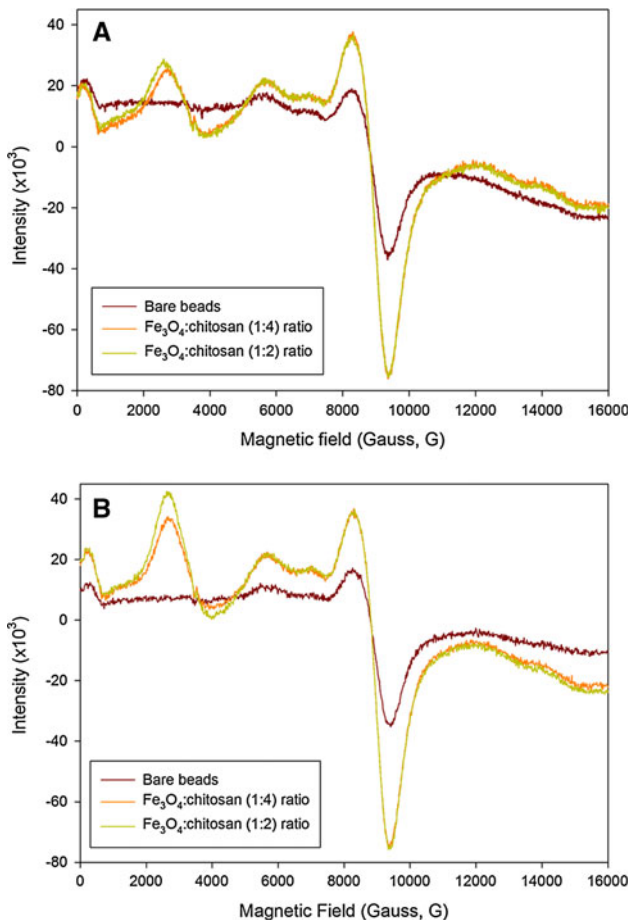 A
40
20
0
-20
-40
-60
-80
Intensity (x10³)
Bare beads
Fe₃O₄:chitosan (1:4) ratio
Fe₃O₄:chitosan (1:2) ratio
0 2000 4000 6000 8000 10000 12000 14000 16000
Magnetic field (Gauss, G)
B
40
20
0
-20
-40
-60
-80
Intensity (x10³)
Bare beads
Fe₃O₄:chitosan (1:4) ratio
Fe₃O₄:chitosan (1:2) ratio
0 2000 4000 6000 8000 10000 12000 14000 16000
Magnetic Field (Gauss, G)